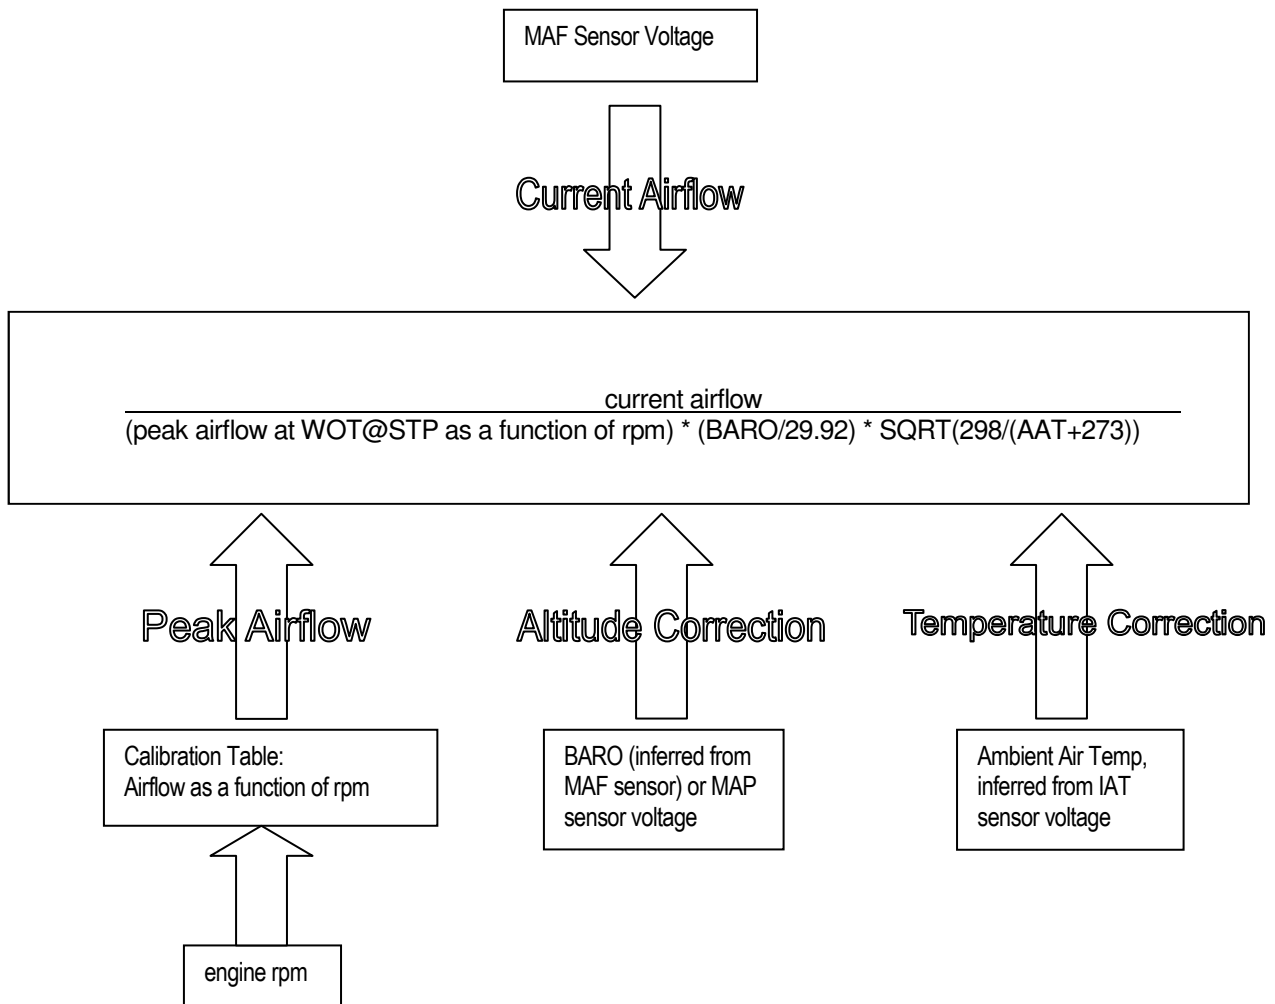 MAF Sensor Voltage
Current Airflow
current airflow
(peak airflow at WOT@STP as a function of rpm) * (BARO/29.92) * SQRT(298/(AAT+273))
Peak Airflow
Altitude Correction
Temperature Correction
Calibration Table:
Airflow as a function of rpm
BARO (inferred from
MAF sensor) or MAP
sensor voltage
Ambient Air Temp,
inferred from IAT
sensor voltage
engine rpm